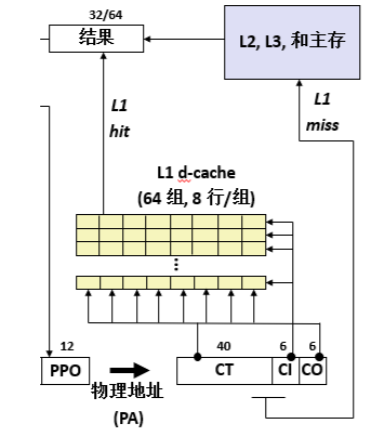 32/64
结果
L2, L3, 和主存
L1
hit
L1
miss
L1 d-cache
(64 组, 8 行/组)
...
12
40
6
6
PPO
CT
CI
CO
物理地址
(PA)